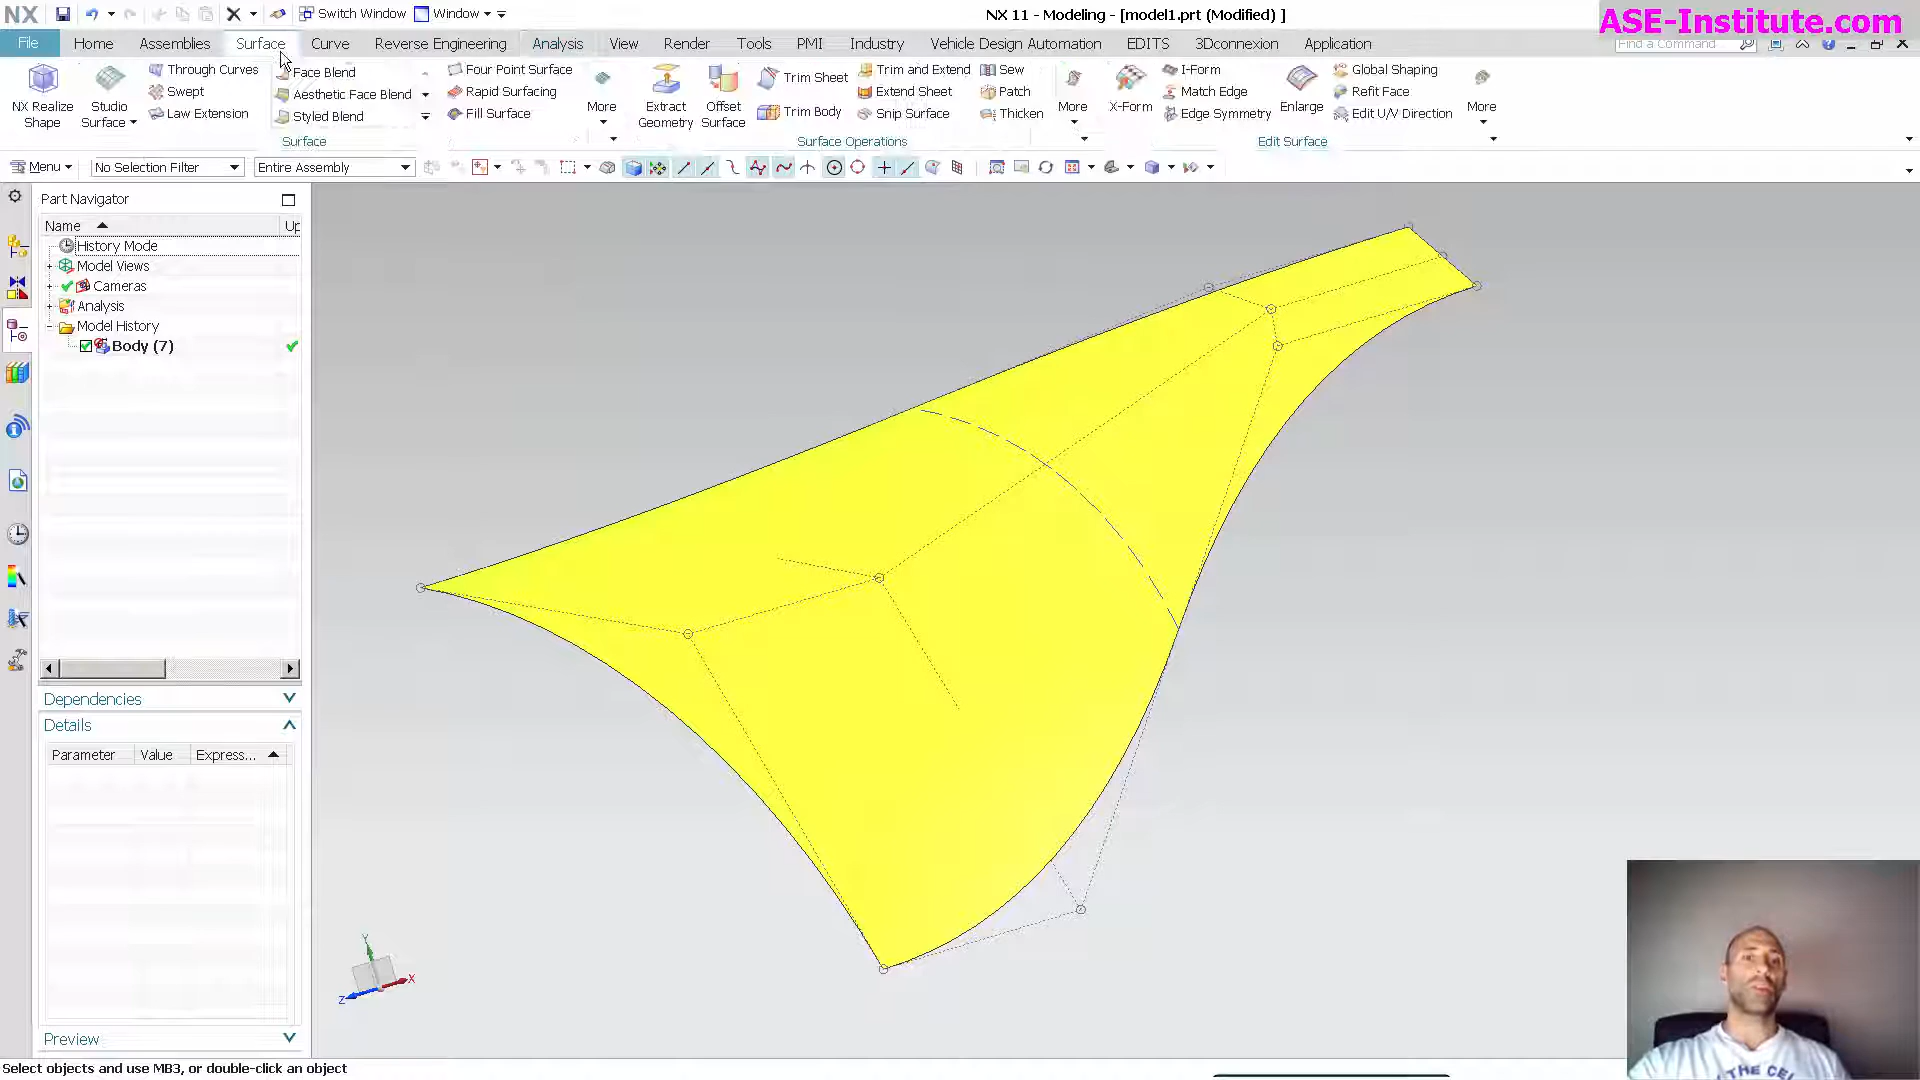 NX Switch Window Window NX 11 - Modeling - [model1.prt (Modified) ] ASE-Institute.com
File Home Assemblies Surface Curve Reverse Engineering Analysis View Render Tools PMI Industry Vehicle Design Automation EDITS 3Dconnexion Application Find a Command
NX Realize Shape
Studio Surface
Through Curves
Swept
Law Extension
Face Blend
Aesthetic Face Blend
Styled Blend
Four Point Surface
Rapid Surfacing
Fill Surface
More
Extract Geometry
Offset Surface
Trim Sheet
Trim Body
Trim and Extend
Extend Sheet
Snip Surface
Sew
Patch
Thicken
More
X-Form
I-Form
Match Edge
Edge Symmetry
Enlarge
Global Shaping
Refit Face
Edit U/V Direction
More
Surface Surface Operations Edit Surface
Menu No Selection Filter Entire Assembly
Part Navigator
Name Up
History Mode
Model Views
Cameras
Analysis
Model History
Body (7)
Dependencies
Details
Parameter Value Express...
Preview
Y
X
Z
Select objects and use MB3, or double-click an object
THE CEL